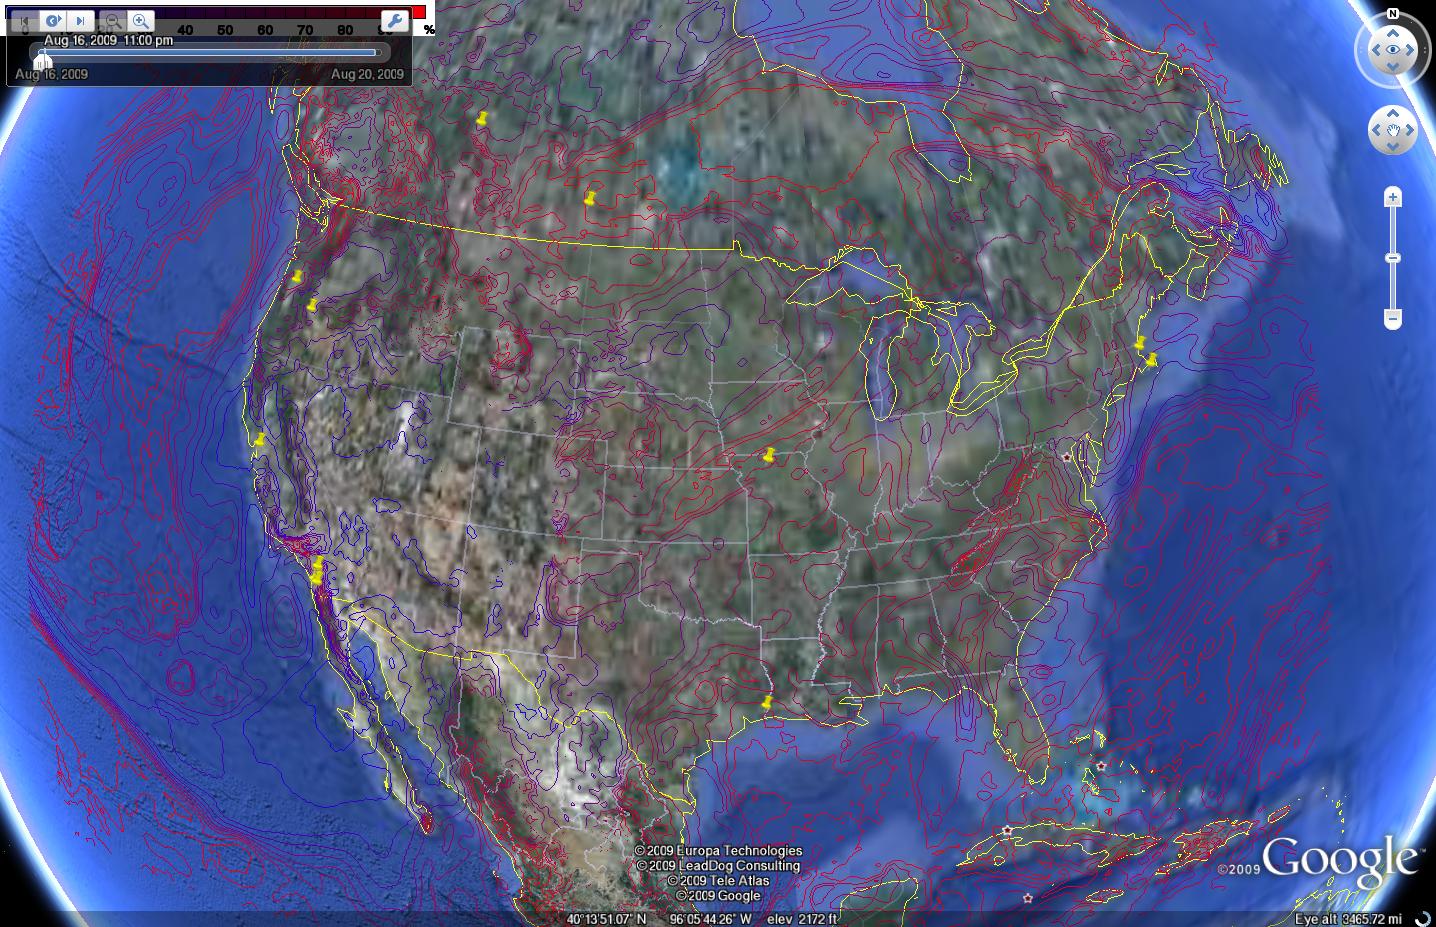 40 50 60 70 80 %
Aug 16, 2009 11:00 pm
Aug 16, 2009 Aug 20, 2009
N
© 2009 Europa Technologies
© 2009 LeadDog Consulting
© 2009 Tele Atlas
© 2009 Google
©2009 Google™
40°13'51.07" N 96°05'44.26" W elev 2172 ft
Eye alt 3465.72 mi